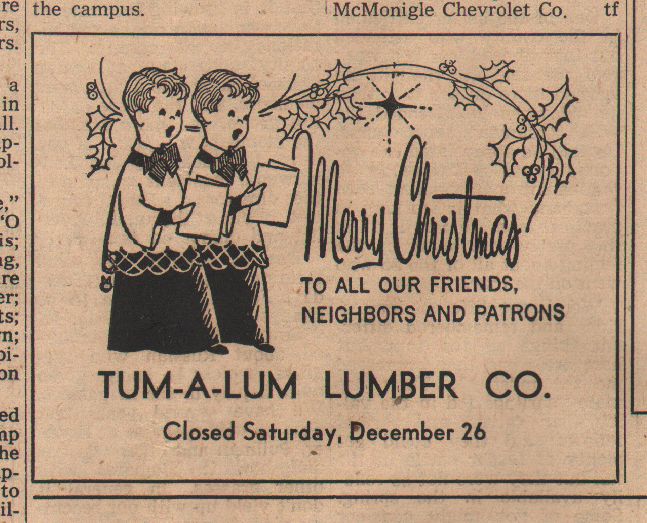 the campus.
McMonigle Chevrolet Co. tf
Merry Christmas
TO ALL OUR FRIENDS,
NEIGHBORS AND PATRONS
TUM-A-LUM LUMBER CO.
Closed Saturday, December 26